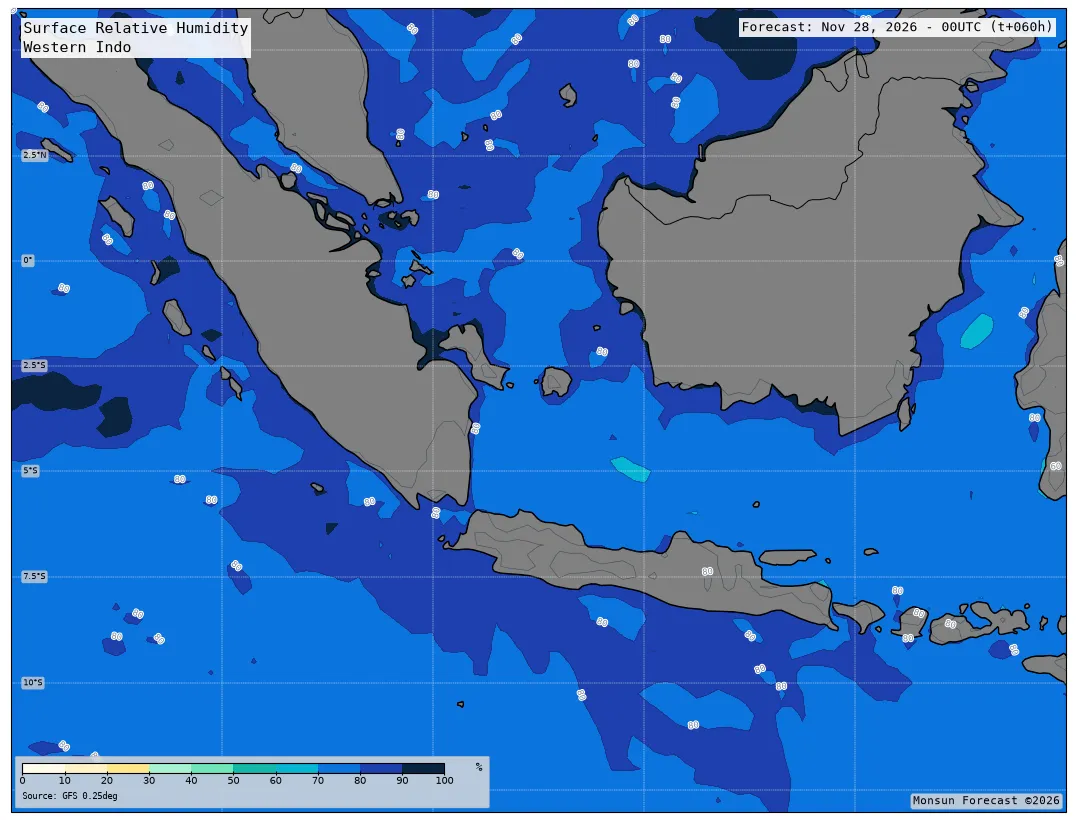 Surface Relative Humidity
Western Indo
Forecast: Nov 28, 2026 - 00UTC (t+060h)
2.5°N
0°
2.5°S
5°S
7.5°S
10°S
0 10 20 30 40 50 60 70 80 90 100 %
Source: GFS 0.25deg
Monsun Forecast ©2026